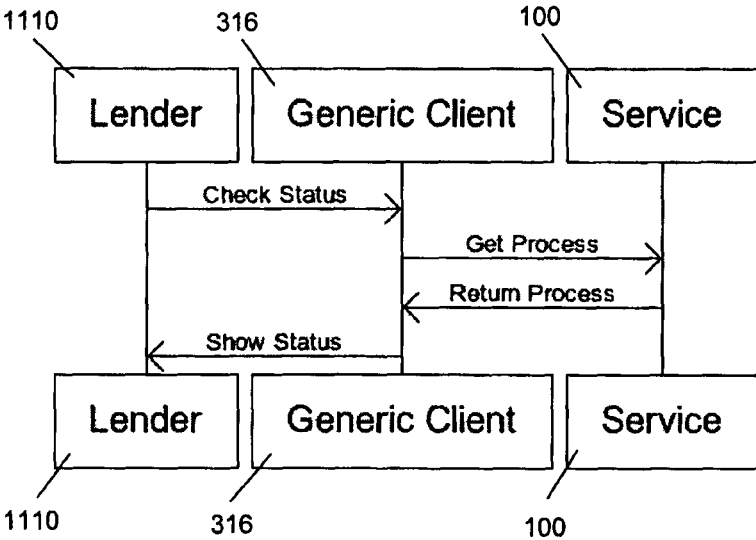 1110 316 100
Lender Generic Client Service
Check Status
Get Process
Return Process
Show Status
Lender Generic Client Service
1110 316 100